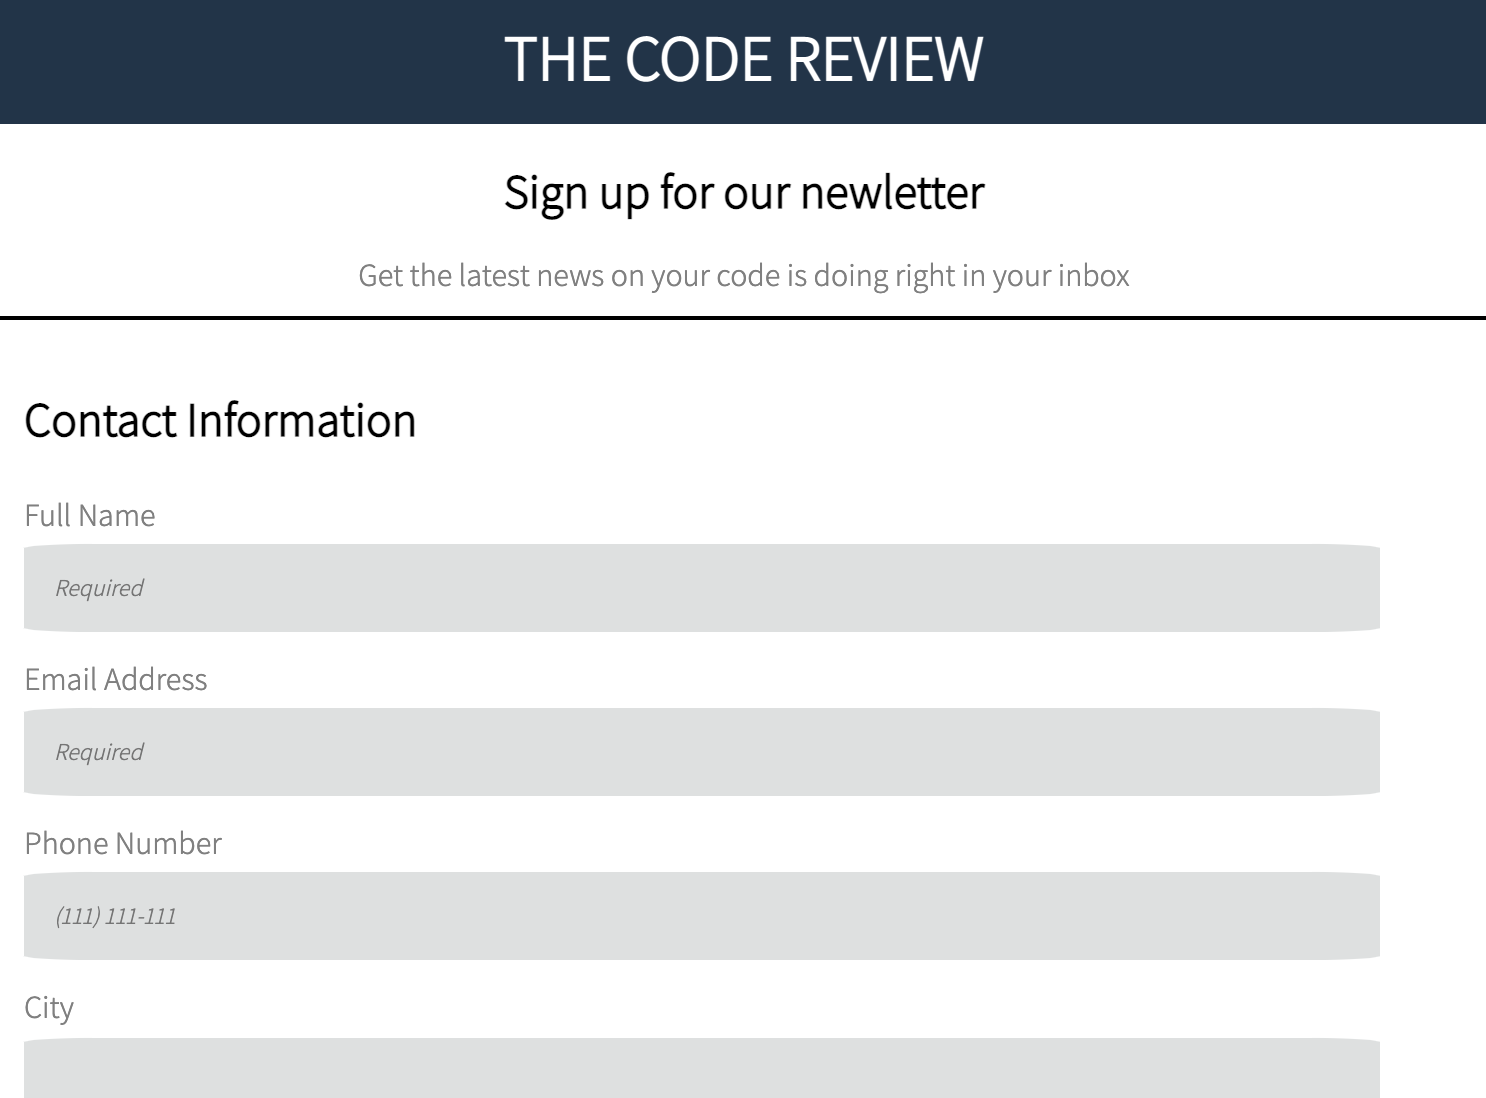 THE CODE REVIEW
Sign up for our newletter
Get the latest news on your code is doing right in your inbox
Contact Information
Full Name
Required
Email Address
Required
Phone Number
(111) 111-111
City